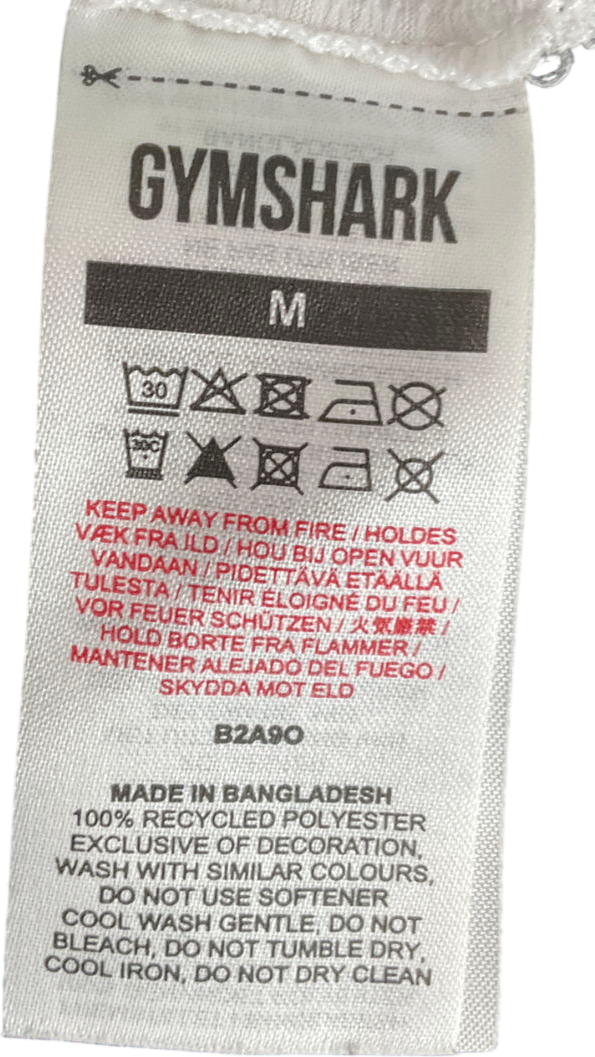 GYMSHARK
M
30
30C
KEEP AWAY FROM FIRE / HOLDES
VÆK FRA ILD / HOU BIJ OPEN VUUR
VANDAAN / PIDETTÄVÄ ETÄÄLLÄ
TULESTA / TENIR ELOIGNÉ DU FEU /
VOR FEUER SCHÜTZEN / 火気厳禁 /
HOLD BORTE FRA FLAMMER /
MANTENER ALEJADO DEL FUEGO /
SKYDDA MOT ELD
B2A9O
MADE IN BANGLADESH
100% RECYCLED POLYESTER
EXCLUSIVE OF DECORATION,
WASH WITH SIMILAR COLOURS,
DO NOT USE SOFTENER
COOL WASH GENTLE, DO NOT
BLEACH, DO NOT TUMBLE DRY,
COOL IRON, DO NOT DRY CLEAN